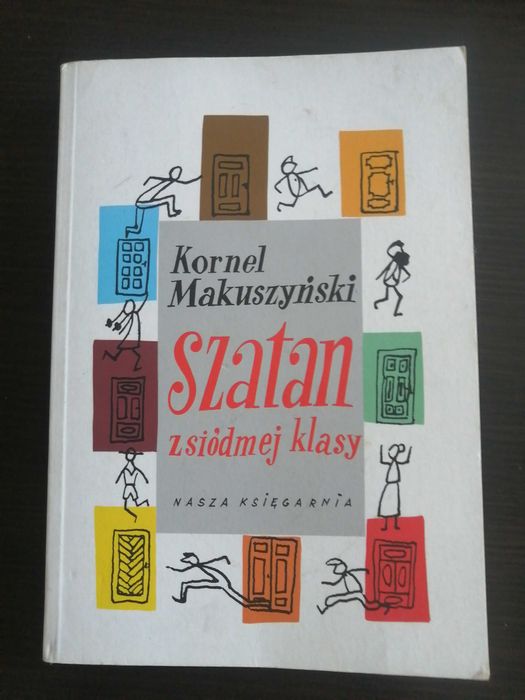 Kornel
Makuszyński
Szatan
z siódmej klasy
NASZA KSIĘGARNIA